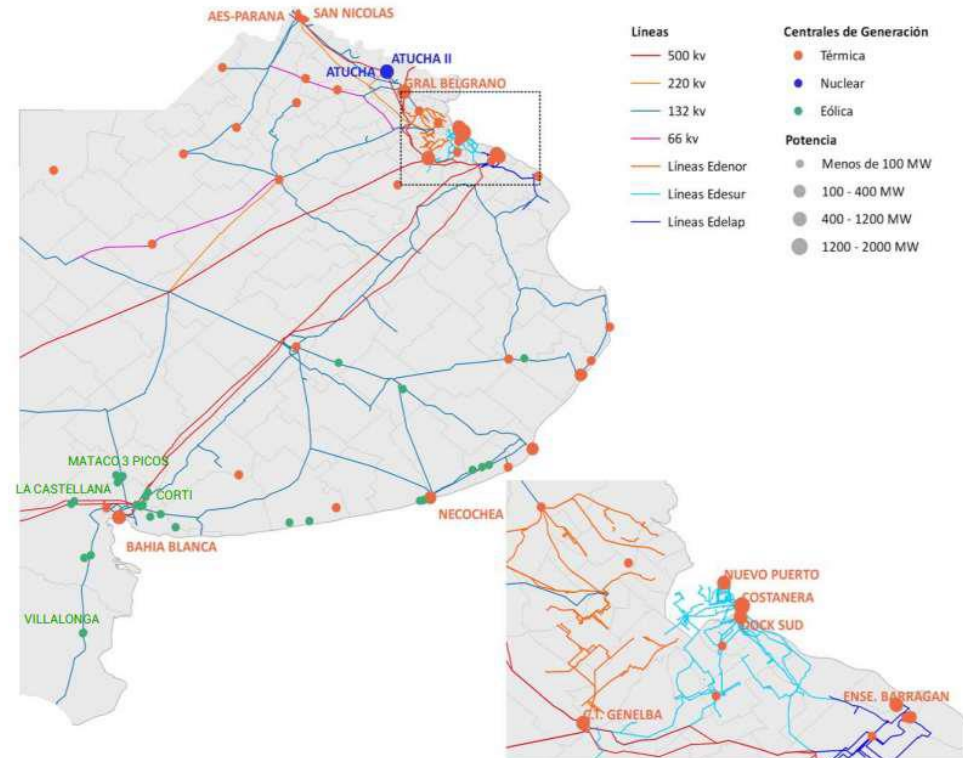 AES-PARANA
SAN NICOLAS
ATUCHA II
ATUCHA
GRAL BELGRANO
Líneas
500 kv
220 kv
132 kv
66 kv
Líneas Edenor
Líneas Edesur
Líneas Edelap
Centrales de Generación
Térmica
Nuclear
Eólica
Potencia
Menos de 100 MW
100 - 400 MW
400 - 1200 MW
1200 - 2000 MW
MATACO 3 PICOS
LA CASTELLANA
CORTI
NECOCHEA
BAHIA BLANCA
VILLALONGA
NUEVO PUERTO
COSTANERA
DOCK SUD
ENSE. BARRAGAN
C.T. GENELBA